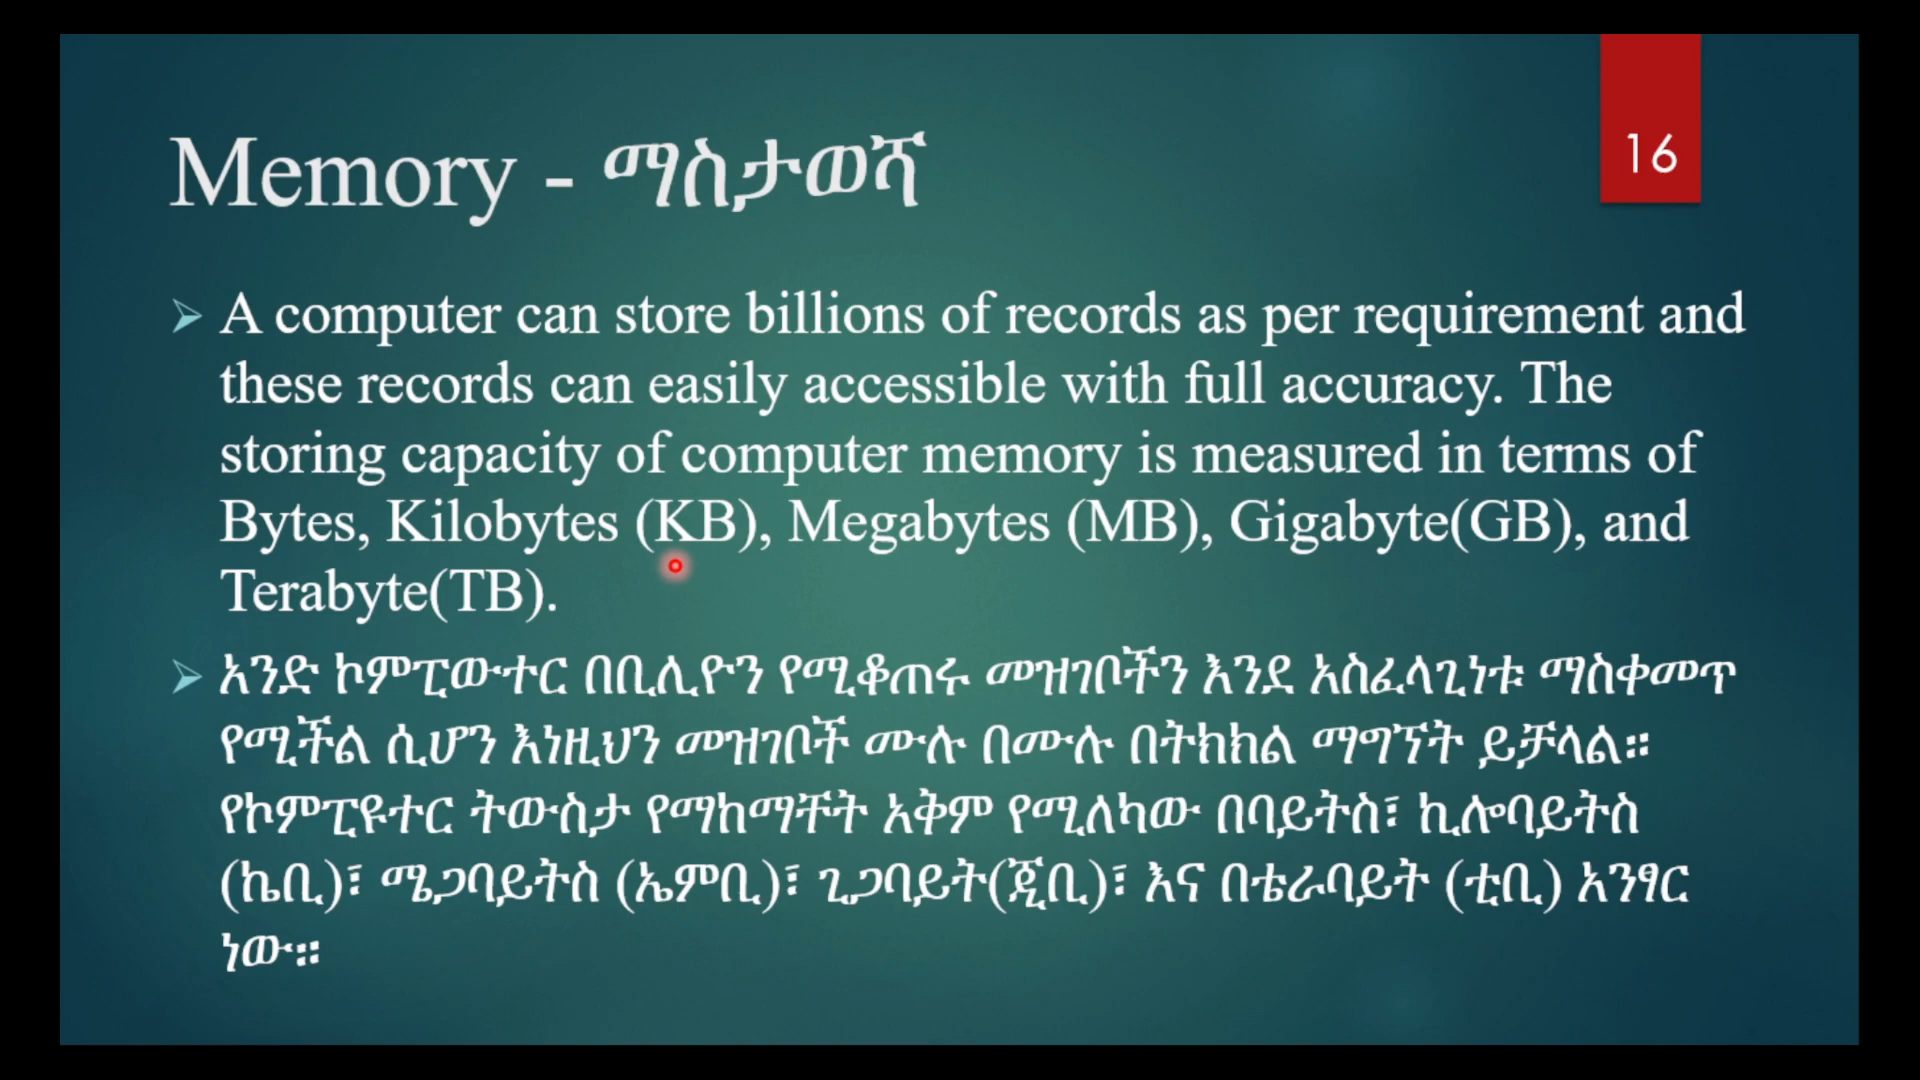 16
Memory - ማስታወሻ
A computer can store billions of records as per requirement and
these records can easily accessible with full accuracy. The
storing capacity of computer memory is measured in terms of
Bytes, Kilobytes (KB), Megabytes (MB), Gigabyte(GB), and
Terabyte(TB).
አንድ ኮምፒውተር በቢሊዮን የሚቆጠሩ መዝገቦችን እንደ አስፈላጊነቱ ማስቀመጥ
የሚችል ሲሆን እነዚህን መዝገቦች ሙሉ በሙሉ በትክክል ማግኘት ይቻላል።
የኮምፒዩተር ትውስታ የማከማቸት አቅም የሚለካው በባይትስ፣ ኪሎባይትስ
(ኬቢ)፣ ሜጋባይትስ (ኤምቢ)፣ ጊጋባይት(ጂቢ)፣ እና በቴራባይት (ቲቢ) አንፃር
ነው።